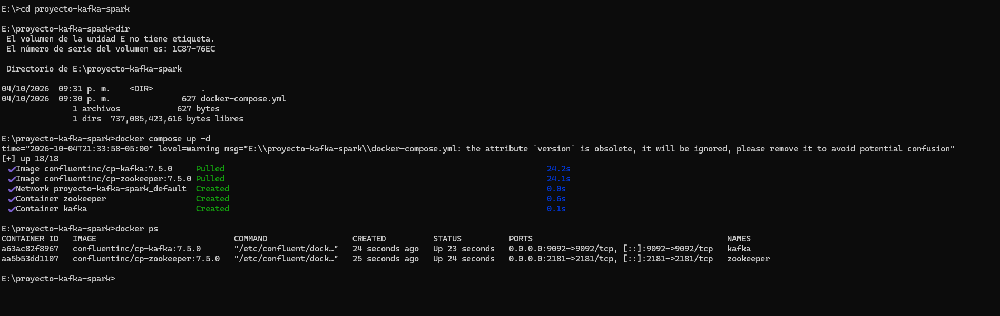 E:\>cd proyecto-kafka-spark
E:\proyecto-kafka-spark>dir
El volumen de la unidad E no tiene etiqueta.
El número de serie del volumen es: 1C87-76EC
Directorio de E:\proyecto-kafka-spark
04/10/2026  09:31 p. m.    <DIR>          .
04/10/2026  09:30 p. m.               627 docker-compose.yml
1 archivos            627 bytes
1 dirs  737,085,423,616 bytes libres
E:\proyecto-kafka-spark>docker compose up -d
time="2026-10-04T21:33:58-05:00" level=warning msg="E:\\proyecto-kafka-spark\\docker-compose.yml: the attribute `version` is obsolete, it will be ignored, please remove it to avoid potential confusion"
[+] up 18/18
✔Image confluentinc/cp-kafka:7.5.0     Pulled 24.2s
✔Image confluentinc/cp-zookeeper:7.5.0 Pulled 24.1s
✔Network proyecto-kafka-spark_default  Created 0.0s
✔Container zookeeper                   Created 0.6s
✔Container kafka                       Created 0.1s
E:\proyecto-kafka-spark>docker ps
CONTAINER ID   IMAGE                             COMMAND                  CREATED          STATUS          PORTS                                         NAMES
a63ac82f8967   confluentinc/cp-kafka:7.5.0       "/etc/confluent/dock…"   24 seconds ago   Up 23 seconds   0.0.0.0:9092->9092/tcp, [::]:9092->9092/tcp   kafka
aa5b53dd1107   confluentinc/cp-zookeeper:7.5.0   "/etc/confluent/dock…"   25 seconds ago   Up 24 seconds   0.0.0.0:2181->2181/tcp, [::]:2181->2181/tcp   zookeeper
E:\proyecto-kafka-spark>